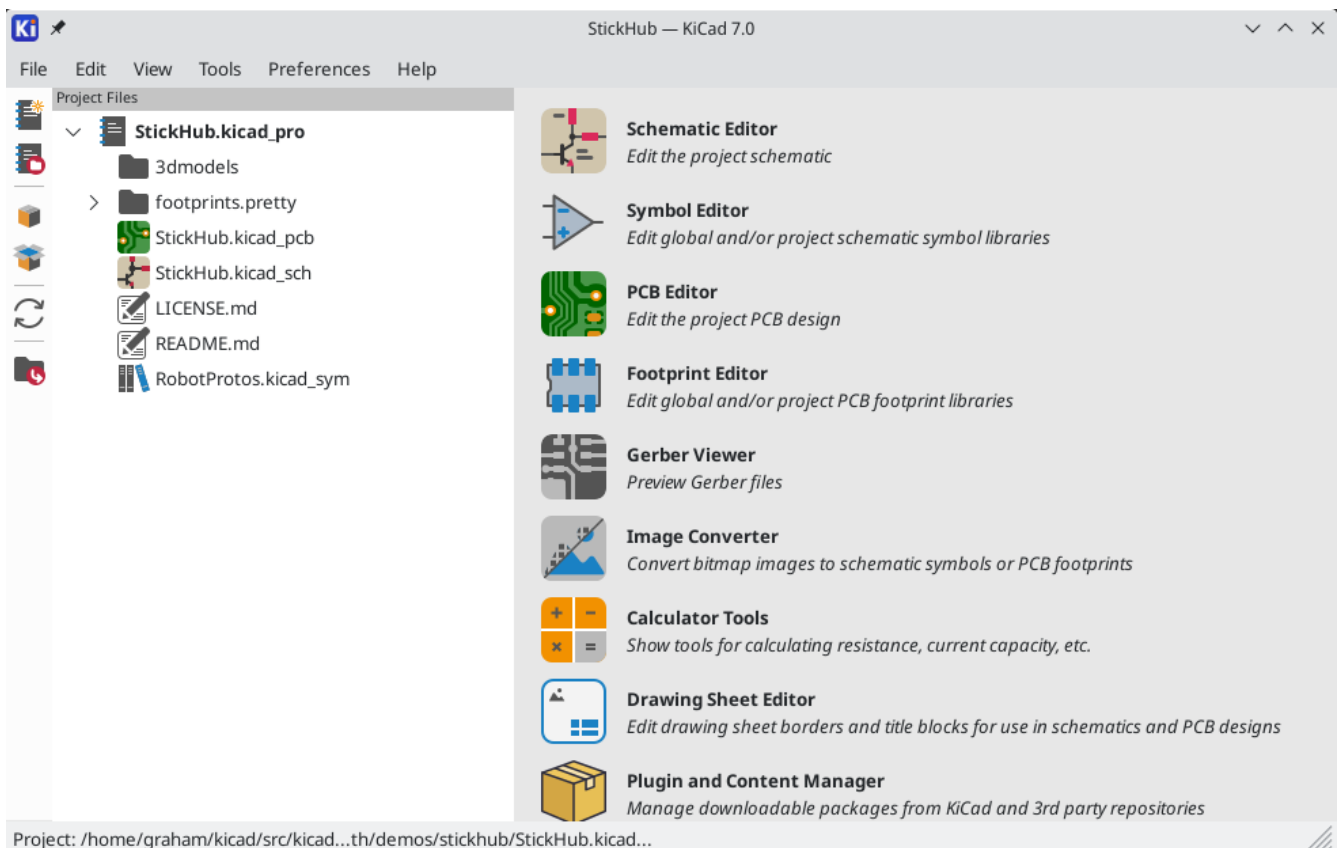 Ki
StickHub — KiCad 7.0
File Edit View Tools Preferences Help
Project Files
StickHub.kicad_pro
3dmodels
footprints.pretty
StickHub.kicad_pcb
StickHub.kicad_sch
LICENSE.md
README.md
RobotProtos.kicad_sym
Schematic Editor
Edit the project schematic
Symbol Editor
Edit global and/or project schematic symbol libraries
PCB Editor
Edit the project PCB design
Footprint Editor
Edit global and/or project PCB footprint libraries
Gerber Viewer
Preview Gerber files
Image Converter
Convert bitmap images to schematic symbols or PCB footprints
Calculator Tools
Show tools for calculating resistance, current capacity, etc.
Drawing Sheet Editor
Edit drawing sheet borders and title blocks for use in schematics and PCB designs
Plugin and Content Manager
Manage downloadable packages from KiCad and 3rd party repositories
Project: /home/graham/kicad/src/kicad...th/demos/stickhub/StickHub.kicad...